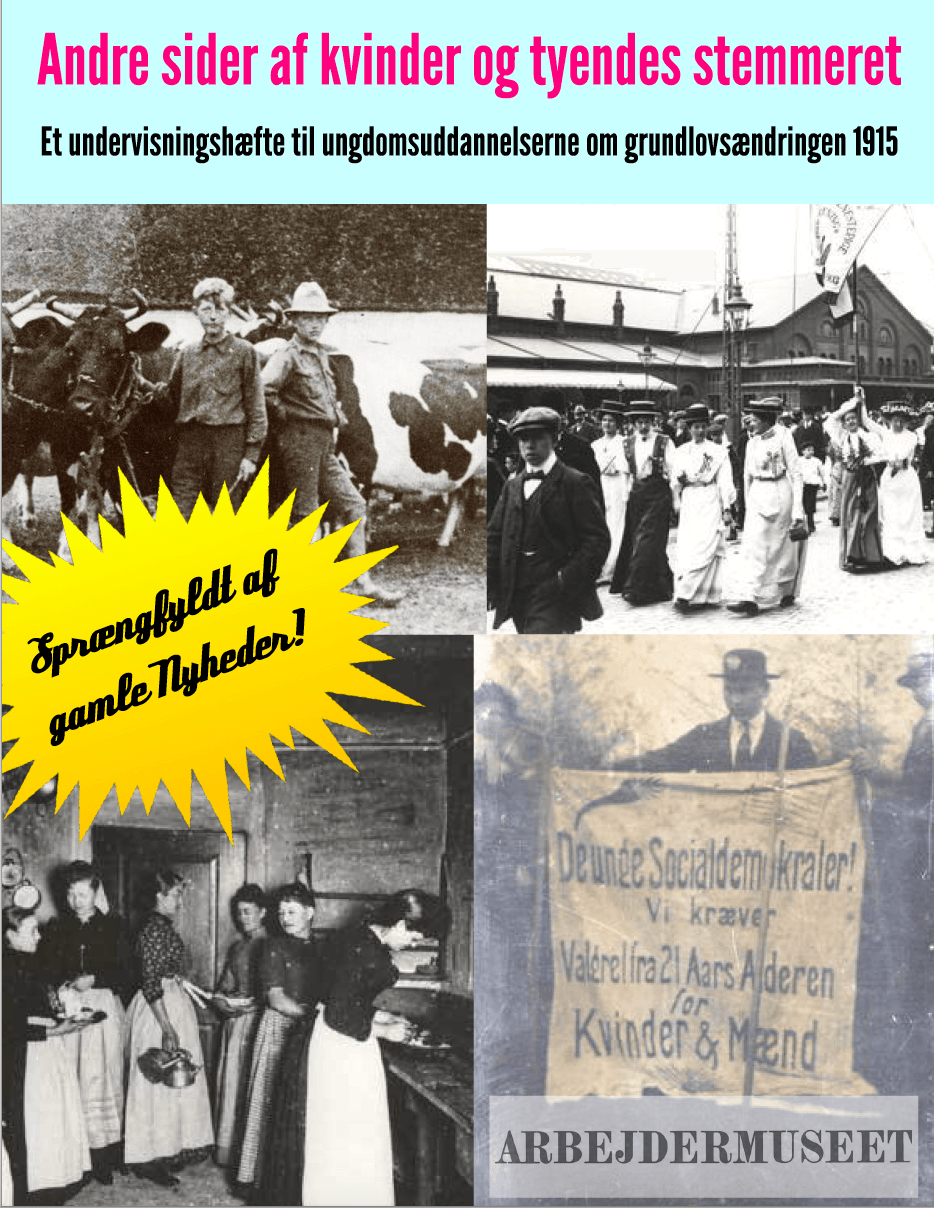 Andre sider af kvinder og tyendes stemmeret
Et undervisningshæfte til ungdomsuddannelserne om grundlovsændringen 1915
Sprængfyldt af
gamle Nyheder!
De unge Socialdemokrater!
Vi kræver
Valgret fra 21 Aars Alderen
for
Kvinder & Mænd
ARBEJDERMUSEET